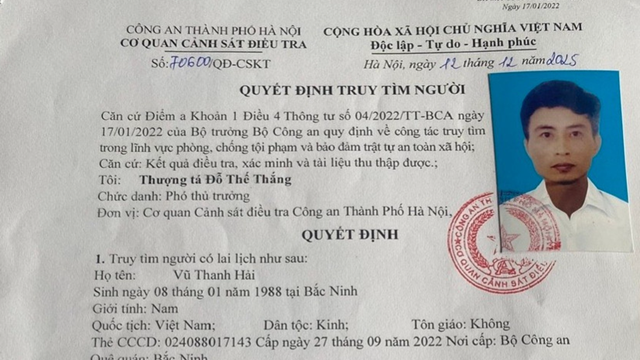 ngày 17/01/2022
CÔNG AN THÀNH PHỐ HÀ NỘI
CƠ QUAN CẢNH SÁT ĐIỀU TRA
Số: 70600/QĐ-CSKT
CỘNG HÒA XÃ HỘI CHỦ NGHĨA VIỆT NAM
Độc lập - Tự do - Hạnh phúc
Hà Nội, ngày 12 tháng 12 năm 2025
QUYẾT ĐỊNH TRUY TÌM NGƯỜI
Căn cứ Điểm a Khoản 1 Điều 4 Thông tư số 04/2022/TT-BCA ngày
17/01/2022 của Bộ trưởng Bộ Công an quy định về công tác truy tìm
trong lĩnh vực phòng, chống tội phạm và bảo đảm trật tự an toàn xã hội;
Căn cứ: Kết quả điều tra, xác minh và tài liệu thu thập được.;
Tôi: Thượng tá Đỗ Thế Thắng
Chức danh: Phó thủ trưởng
Đơn vị: Cơ quan Cảnh sát điều tra Công an Thành Phố Hà Nội,
QUYẾT ĐỊNH
1. Truy tìm người có lai lịch như sau:
Họ tên: Vũ Thanh Hải
Sinh ngày 08 tháng 01 năm 1988 tại Bắc Ninh
Giới tính: Nam
Quốc tịch: Việt Nam; Dân tộc: Kinh; Tôn giáo: Không
Thẻ CCCD: 024088017143 Cấp ngày 27 tháng 09 năm 2022 Nơi cấp: Bộ Công an
Quê quán: Bắc Ninh